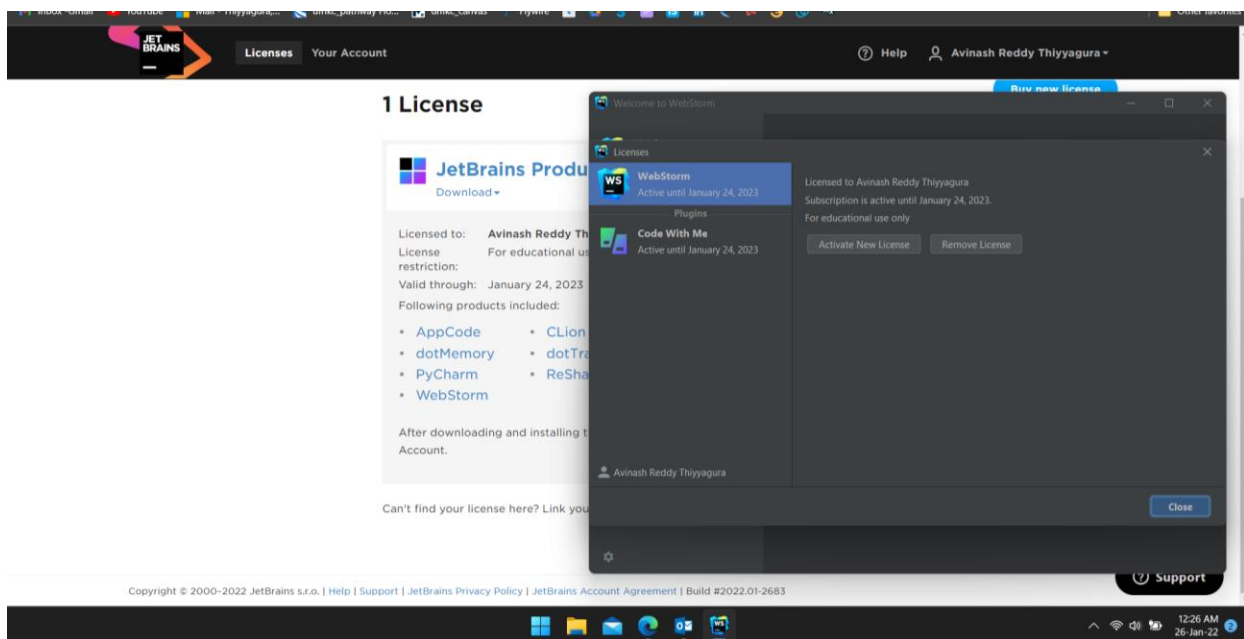 YouTube
JET
BRAINS
Licenses Your Account
Help Avinash Reddy Thiyyagura
Buy new license
1 License
JetBrains Produ
Download
Licensed to: Avinash Reddy Th
License For educational us
restriction:
Valid through: January 24, 2023
Following products included:
• AppCode • CLion
• dotMemory • dotTra
• PyCharm • ReSha
• WebStorm
After downloading and installing t
Account.
Can't find your license here? Link you
Welcome to WebStorm
Licenses
WS
WebStorm
Active until January 24, 2023
Plugins
Code With Me
Active until January 24, 2023
Avinash Reddy Thiyyagura
Licensed to Avinash Reddy Thiyyagura
Subscription is active until January 24, 2023.
For educational use only
Activate New License Remove License
Close
Support
Copyright © 2000-2022 JetBrains s.r.o. | Help | Support | JetBrains Privacy Policy | JetBrains Account Agreement | Build #2022.01-2683
12:26 AM
26-Jan-22
2